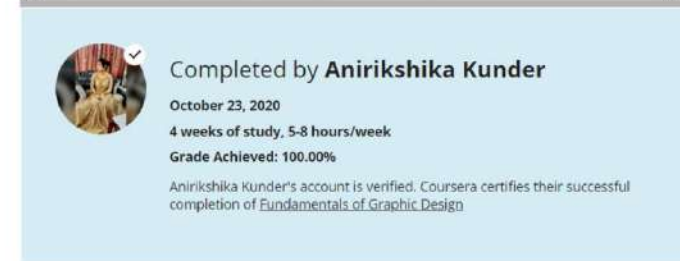 Completed by Anirikshika Kunder
October 23, 2020
4 weeks of study, 5-8 hours/week
Grade Achieved: 100.00%
Anirikshika Kunder's account is verified. Coursera certifies their successful
completion of Fundamentals of Graphic Design